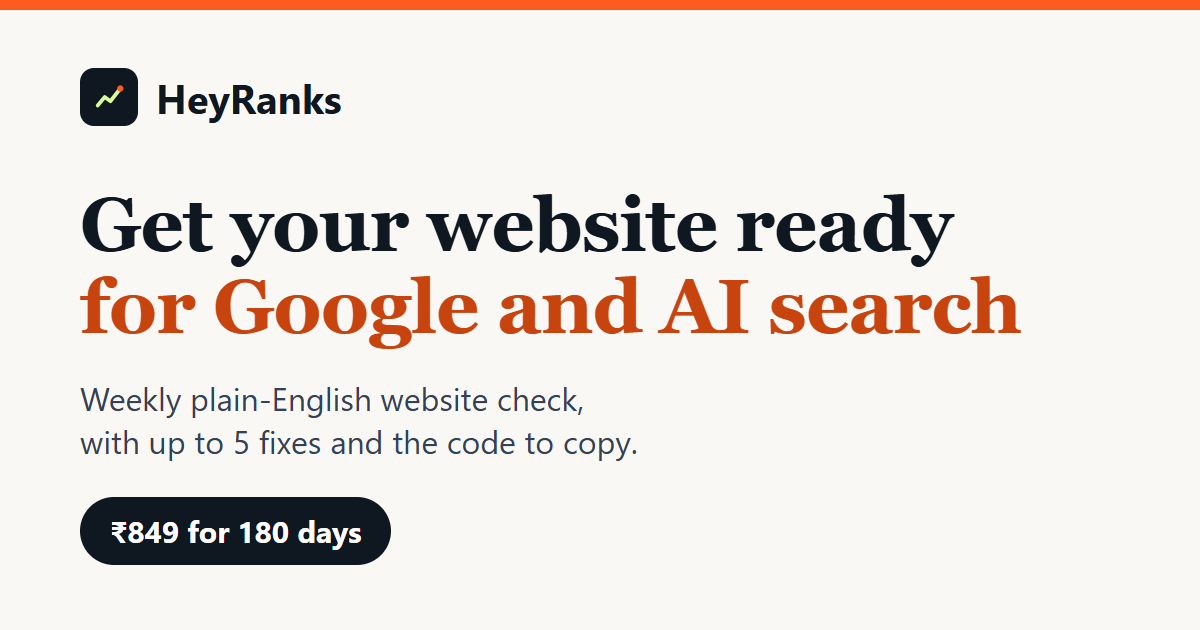 HeyRanks
Get your website ready
for Google and AI search
Weekly plain-English website check,
with up to 5 fixes and the code to copy.
₹849 for 180 days